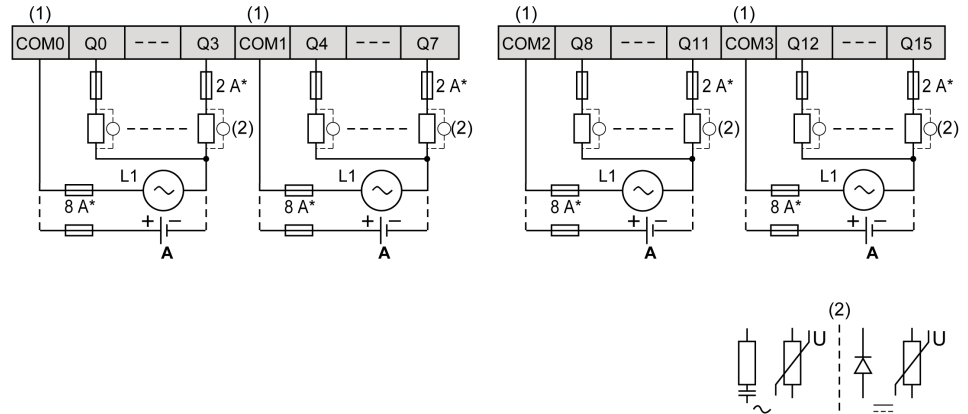 (1) (1) (1) (1)
COM0 Q0 --- Q3 COM1 Q4 --- Q7 COM2 Q8 --- Q11 COM3 Q12 --- Q15
2 A* 2 A* 2 A* 2 A*
(2) (2) (2) (2)
L1 L1 L1 L1
8 A* 8 A* 8 A* 8 A*
+ − + − + − + −
A A A A
(2)
U U